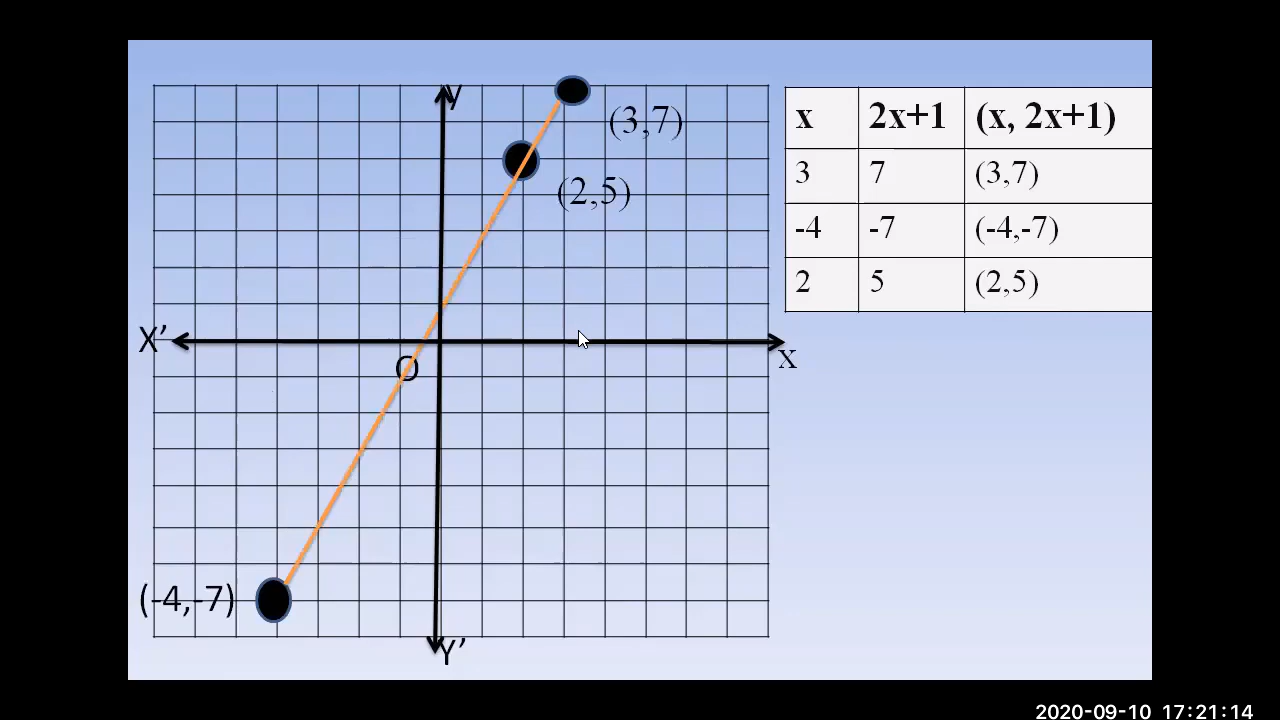 y
(3,7)
(2,5)
X’
O
x
(-4,-7)
Y’
x 2x+1 (x, 2x+1)
3 7 (3,7)
-4 -7 (-4,-7)
2 5 (2,5)
2020-09-10 17:21:14